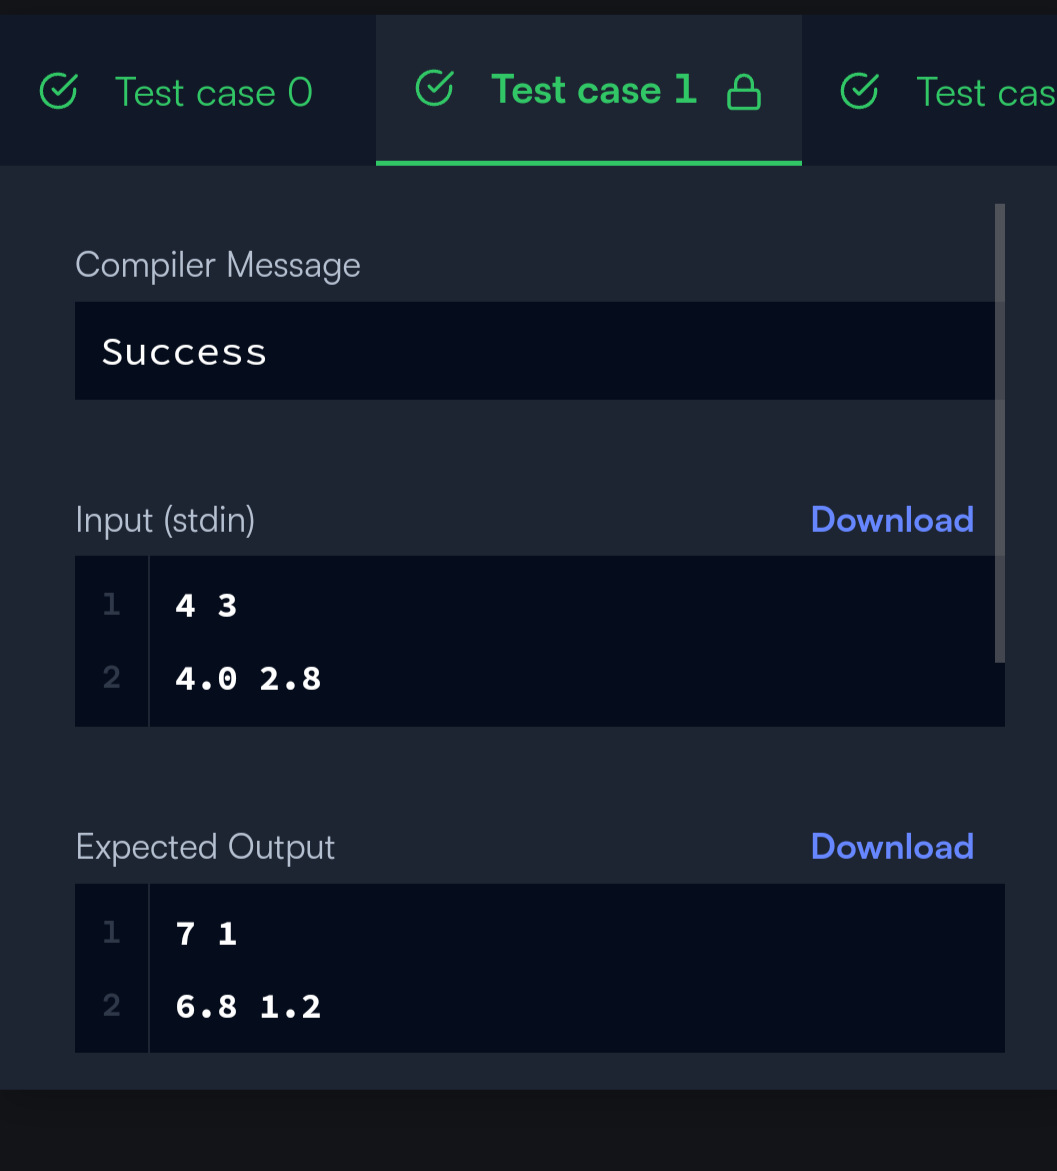 Test case 0 Test case 1 Test cas
Compiler Message
Success
Input (stdin) Download
1 4 3
2 4.0 2.8
Expected Output Download
1 7 1
2 6.8 1.2